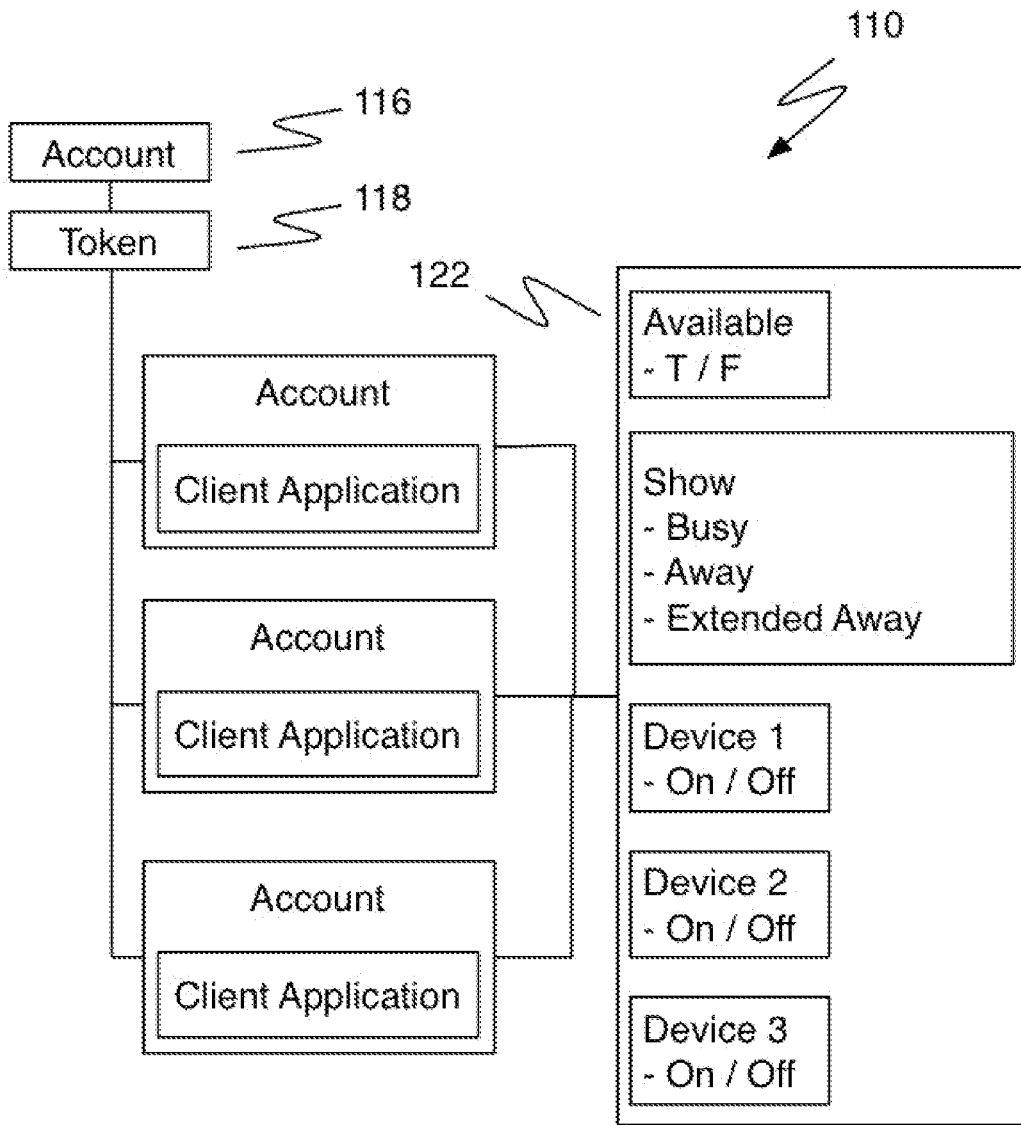 110
116
Account
118
Token
122
Available
- T / F
Account
Client Application
Show
- Busy
- Away
- Extended Away
Account
Client Application
Device 1
- On / Off
Device 2
- On / Off
Account
Client Application
Device 3
- On / Off